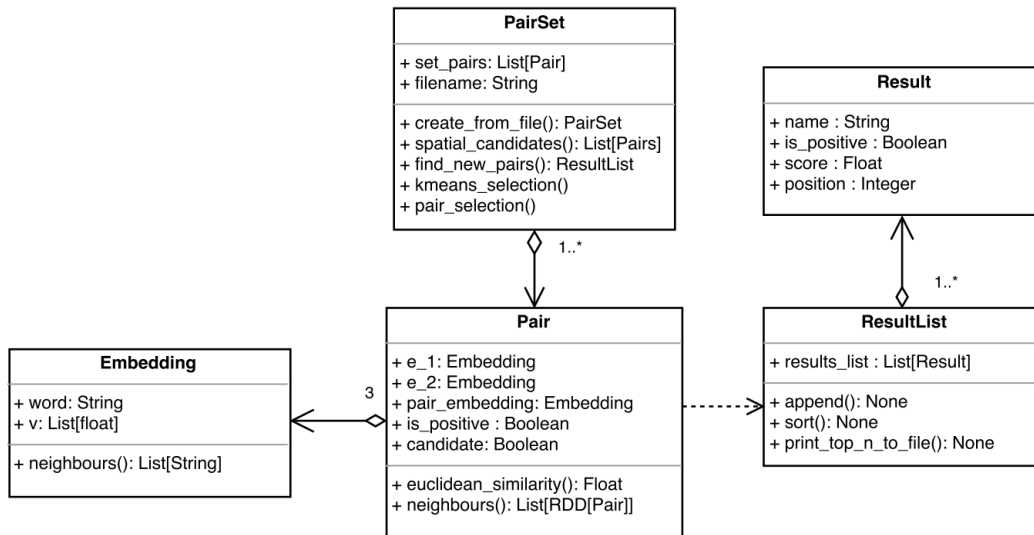 PairSet
+ set_pairs: List[Pair]
+ filename: String
+ create_from_file(): PairSet
+ spatial_candidates(): List[Pairs]
+ find_new_pairs(): ResultList
+ kmeans_selection()
+ pair_selection()
1..*
Result
+ name : String
+ is_positive : Boolean
+ score : Float
+ position : Integer
1..*
Embedding
+ word: String
+ v: List[float]
+ neighbours(): List[String]
3
Pair
+ e_1: Embedding
+ e_2: Embedding
+ pair_embedding: Embedding
+ is_positive : Boolean
+ candidate: Boolean
+ euclidean_similarity(): Float
+ neighbours(): List[RDD[Pair]]
ResultList
+ results_list : List[Result]
+ append(): None
+ sort(): None
+ print_top_n_to_file(): None